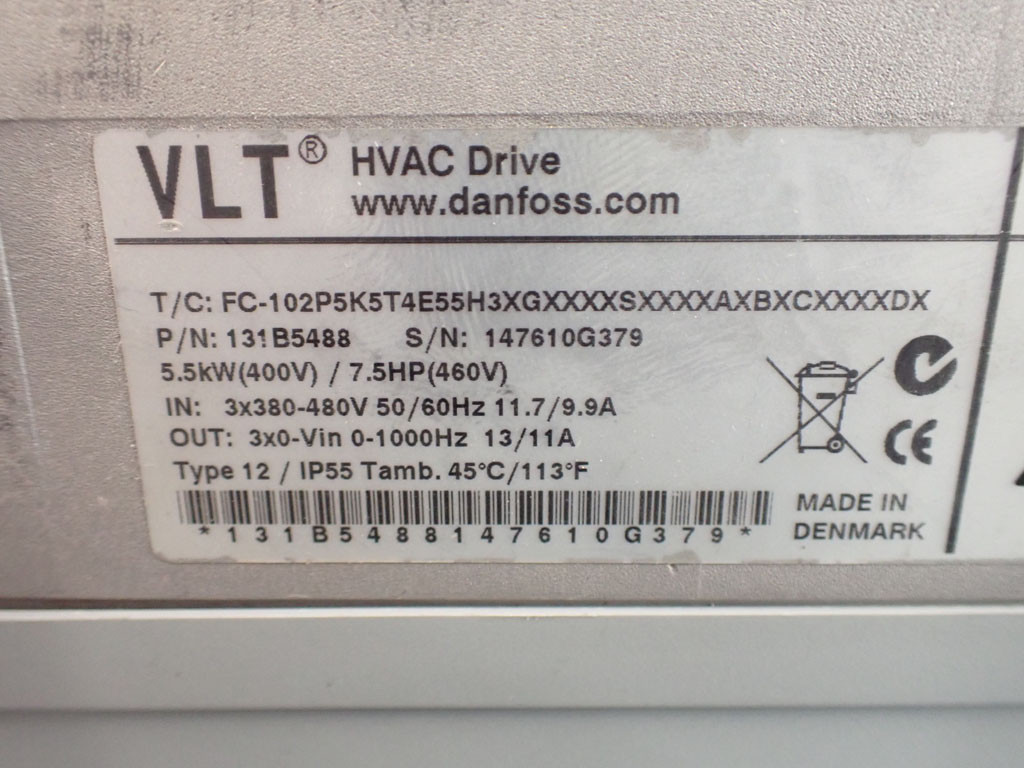 VLT® HVAC Drive
www.danfoss.com
T/C: FC-102P5K5T4E55H3XGXXXXSXXXXAXBXCXXXXDX
P/N: 131B5488 S/N: 147610G379
5.5kW(400V) / 7.5HP(460V)
IN: 3x380-480V 50/60Hz 11.7/9.9A
OUT: 3x0-Vin 0-1000Hz 13/11A
Type 12 / IP55 Tamb. 45°C/113°F
*131B5488147610G379*
CE
MADE IN
DENMARK